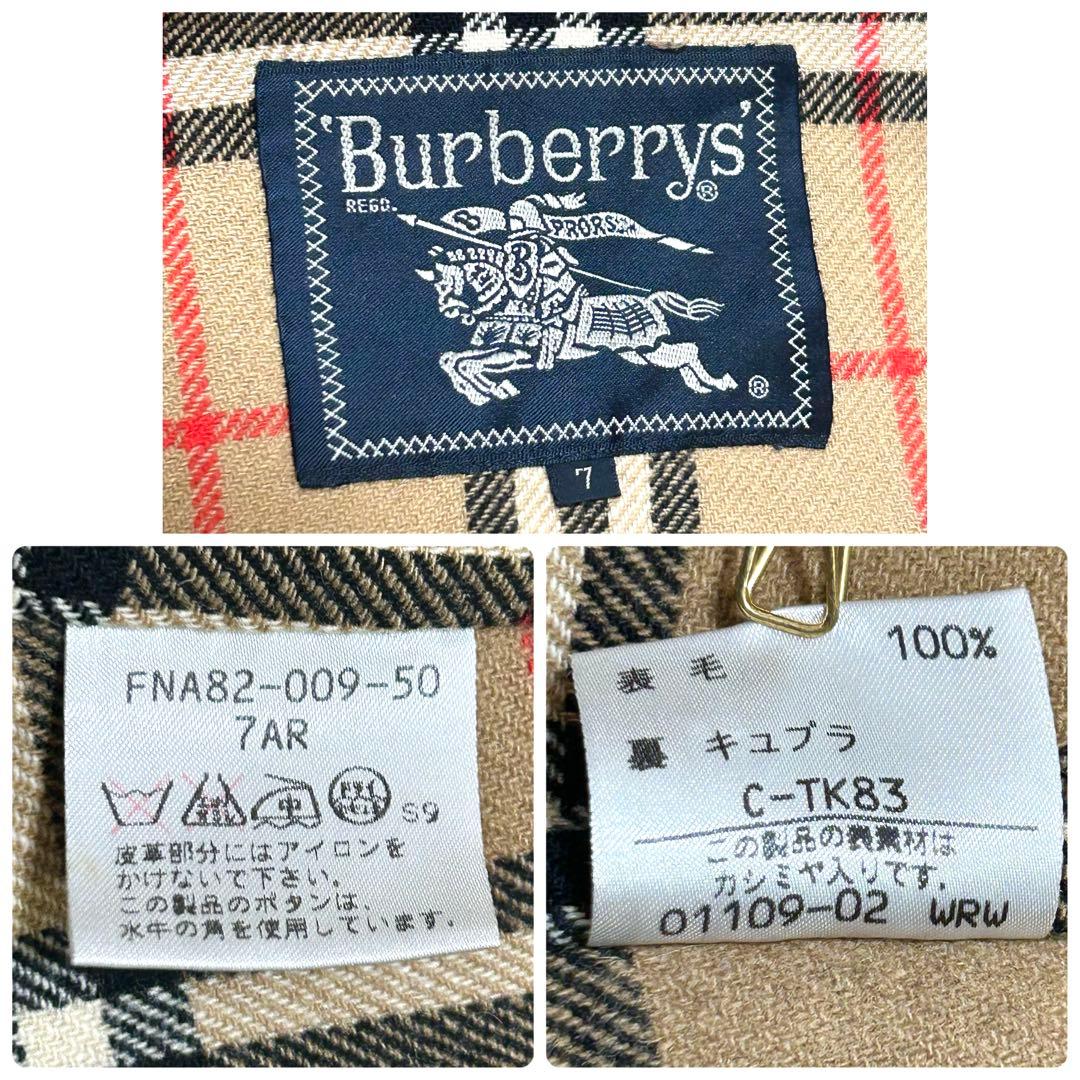 'Burberrys'®
REGD.
B PRORSUM
B
®
7
FNA82-009-50
7AR
中
S9
皮革部分にはアイロンを
かけないで下さい。
この製品のボタンは、
水牛の角を使用しています。
表 毛 100%
裏 キュプラ
C-TK83
この製品の表素材は
カシミヤ入りです。
01109-02 WRW